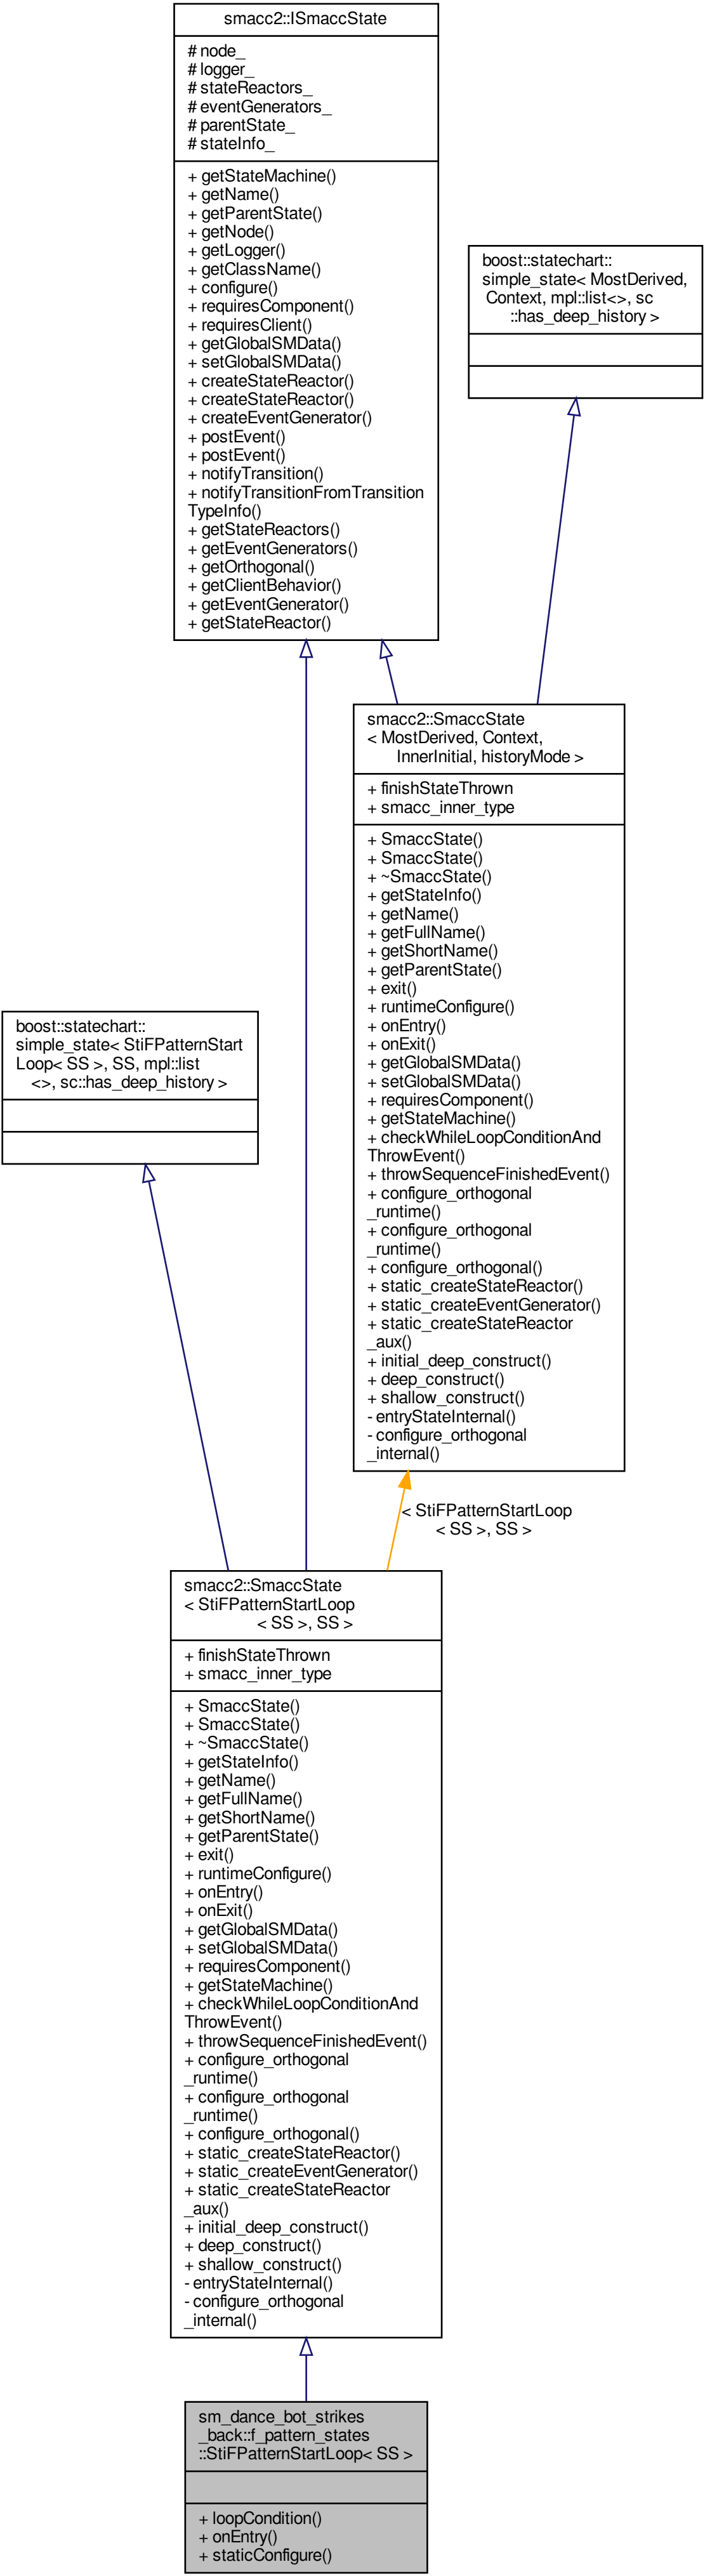 smacc2::ISmaccState
# node_
# logger_
# stateReactors_
# eventGenerators_
# parentState_
# stateInfo_
+ getStateMachine()
+ getName()
+ getParentState()
+ getNode()
+ getLogger()
+ getClassName()
+ configure()
+ requiresComponent()
+ requiresClient()
+ getGlobalSMData()
+ setGlobalSMData()
+ createStateReactor()
+ createStateReactor()
+ createEventGenerator()
+ postEvent()
+ postEvent()
+ notifyTransition()
+ notifyTransitionFromTransition
TypeInfo()
+ getStateReactors()
+ getEventGenerators()
+ getOrthogonal()
+ getClientBehavior()
+ getEventGenerator()
+ getStateReactor()
boost::statechart::
simple_state< MostDerived,
Context, mpl::list<>, sc
::has_deep_history >
smacc2::SmaccState
< MostDerived, Context,
InnerInitial, historyMode >
+ finishStateThrown
+ smacc_inner_type
+ SmaccState()
+ SmaccState()
+ ~SmaccState()
+ getStateInfo()
+ getName()
+ getFullName()
+ getShortName()
+ getParentState()
+ exit()
+ runtimeConfigure()
+ onEntry()
+ onExit()
+ getGlobalSMData()
+ setGlobalSMData()
+ requiresComponent()
+ getStateMachine()
+ checkWhileLoopConditionAnd
ThrowEvent()
+ throwSequenceFinishedEvent()
+ configure_orthogonal
_runtime()
+ configure_orthogonal
_runtime()
+ configure_orthogonal()
+ static_createStateReactor()
+ static_createEventGenerator()
+ static_createStateReactor
_aux()
+ initial_deep_construct()
+ deep_construct()
+ shallow_construct()
- entryStateInternal()
- configure_orthogonal
_internal()
boost::statechart::
simple_state< StiFPatternStart
Loop< SS >, SS, mpl::list
<>, sc::has_deep_history >
< StiFPatternStartLoop
< SS >, SS >
smacc2::SmaccState
< StiFPatternStartLoop
< SS >, SS >
+ finishStateThrown
+ smacc_inner_type
+ SmaccState()
+ SmaccState()
+ ~SmaccState()
+ getStateInfo()
+ getName()
+ getFullName()
+ getShortName()
+ getParentState()
+ exit()
+ runtimeConfigure()
+ onEntry()
+ onExit()
+ getGlobalSMData()
+ setGlobalSMData()
+ requiresComponent()
+ getStateMachine()
+ checkWhileLoopConditionAnd
ThrowEvent()
+ throwSequenceFinishedEvent()
+ configure_orthogonal
_runtime()
+ configure_orthogonal
_runtime()
+ configure_orthogonal()
+ static_createStateReactor()
+ static_createEventGenerator()
+ static_createStateReactor
_aux()
+ initial_deep_construct()
+ deep_construct()
+ shallow_construct()
- entryStateInternal()
- configure_orthogonal
_internal()
sm_dance_bot_strikes
_back::f_pattern_states
::StiFPatternStartLoop< SS >
+ loopCondition()
+ onEntry()
+ staticConfigure()